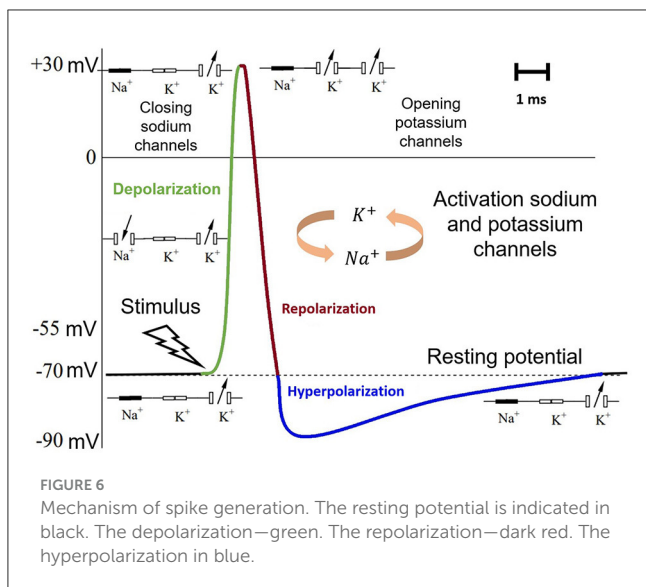 +30 mV
Na+ K+ K+
K+ K+
Na+
1 ms
Closing
sodium
channels
Opening
potassium
channels
0
Depolarization
K+
Na+
Activation sodium
and potassium
channels
Na+ K+ K+
Stimulus
Repolarization
-55 mV
Resting potential
-70 mV
Hyperpolarization
Na+ K+ K+
Na+ K+ K+
-90 mV
FIGURE 6
Mechanism of spike generation. The resting potential is indicated in
black. The depolarization—green. The repolarization—dark red. The
hyperpolarization in blue.